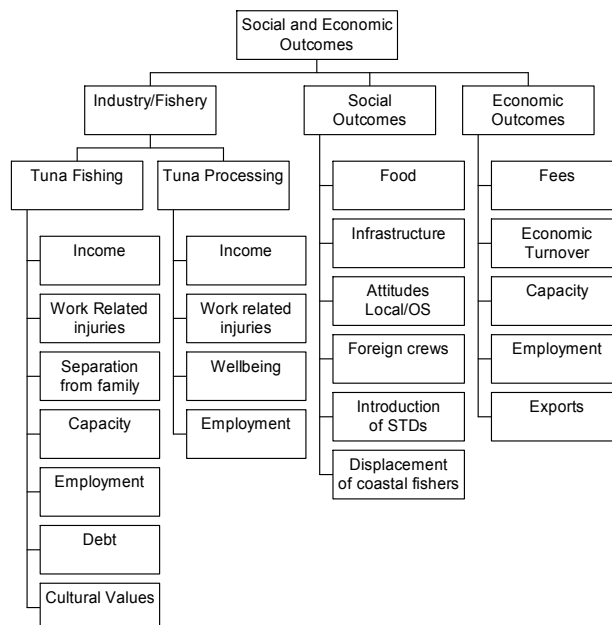 Social and Economic
Outcomes
Industry/Fishery
Social
Outcomes
Economic
Outcomes
Tuna Fishing
Tuna Processing
Income
Work Related
injuries
Separation
from family
Capacity
Employment
Debt
Cultural Values
Income
Work related
injuries
Wellbeing
Employment
Food
Infrastructure
Attitudes
Local/OS
Foreign crews
Introduction
of STDs
Displacement
of coastal fishers
Fees
Economic
Turnover
Capacity
Employment
Exports